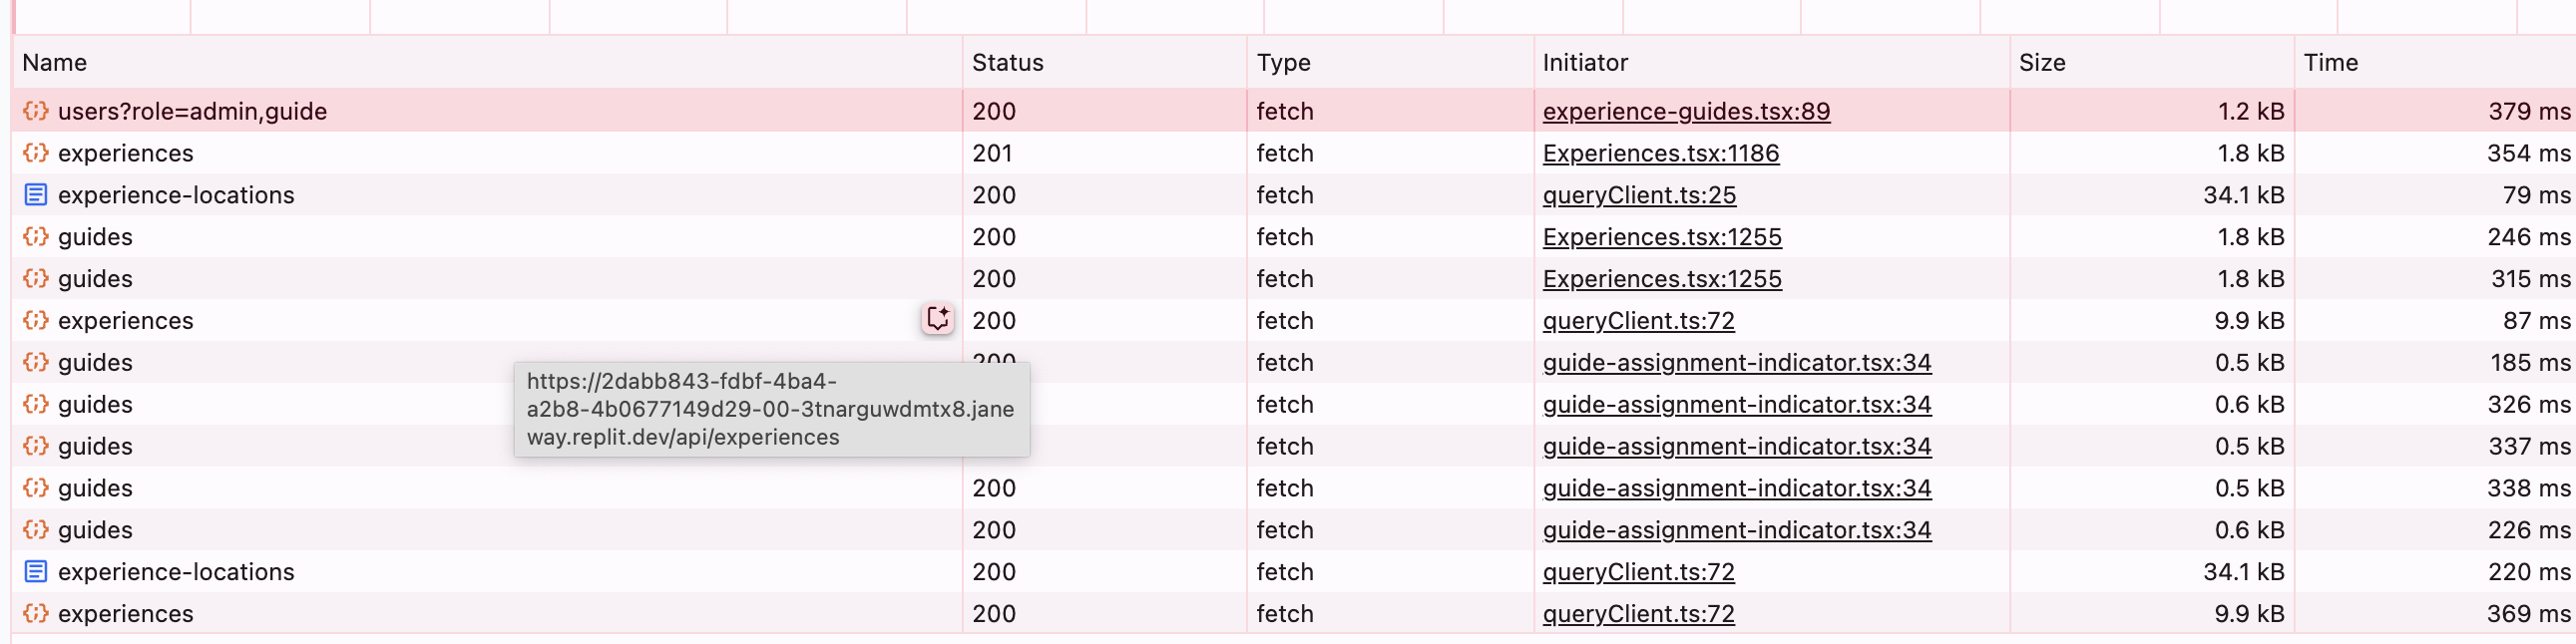 Name Status Type Initiator Size Time
users?role=admin,guide 200 fetch experience-guides.tsx:89 1.2 kB 379 ms
experiences 201 fetch Experiences.tsx:1186 1.8 kB 354 ms
experience-locations 200 fetch queryClient.ts:25 34.1 kB 79 ms
guides 200 fetch Experiences.tsx:1255 1.8 kB 246 ms
guides 200 fetch Experiences.tsx:1255 1.8 kB 315 ms
experiences 200 fetch queryClient.ts:72 9.9 kB 87 ms
guides 200 fetch guide-assignment-indicator.tsx:34 0.5 kB 185 ms
https://2dabb843-fdbf-4ba4-
a2b8-4b0677149d29-00-3tnarguwdmtx8.jane
way.replit.dev/api/experiences
guides fetch guide-assignment-indicator.tsx:34 0.6 kB 326 ms
guides fetch guide-assignment-indicator.tsx:34 0.5 kB 337 ms
guides 200 fetch guide-assignment-indicator.tsx:34 0.5 kB 338 ms
guides 200 fetch guide-assignment-indicator.tsx:34 0.6 kB 226 ms
experience-locations 200 fetch queryClient.ts:72 34.1 kB 220 ms
experiences 200 fetch queryClient.ts:72 9.9 kB 369 ms